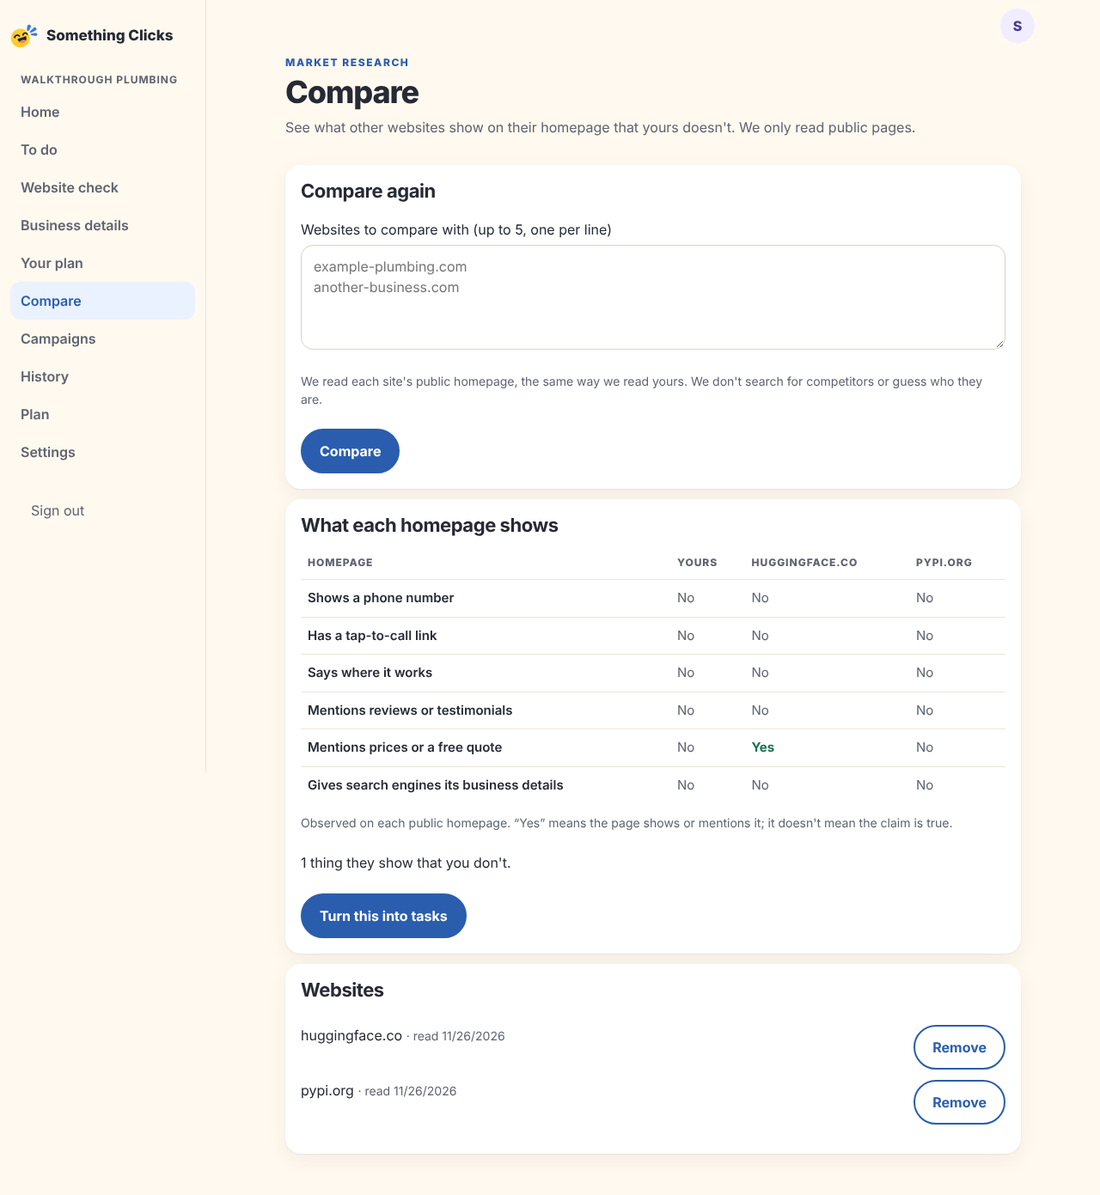 Something Clicks
S
WALKTHROUGH PLUMBING
Home
To do
Website check
Business details
Your plan
Compare
Campaigns
History
Plan
Settings
Sign out
MARKET RESEARCH
Compare
See what other websites show on their homepage that yours doesn't. We only read public pages.
Compare again
Websites to compare with (up to 5, one per line)
example-plumbing.com
another-business.com
We read each site's public homepage, the same way we read yours. We don't search for competitors or guess who they
are.
Compare
What each homepage shows
HOMEPAGE YOURS HUGGINGFACE.CO PYPI.ORG
Shows a phone number No No No
Has a tap-to-call link No No No
Says where it works No No No
Mentions reviews or testimonials No No No
Mentions prices or a free quote No Yes No
Gives search engines its business details No No No
Observed on each public homepage. “Yes” means the page shows or mentions it; it doesn't mean the claim is true.
1 thing they show that you don't.
Turn this into tasks
Websites
huggingface.co · read 11/26/2026
Remove
pypi.org · read 11/26/2026
Remove